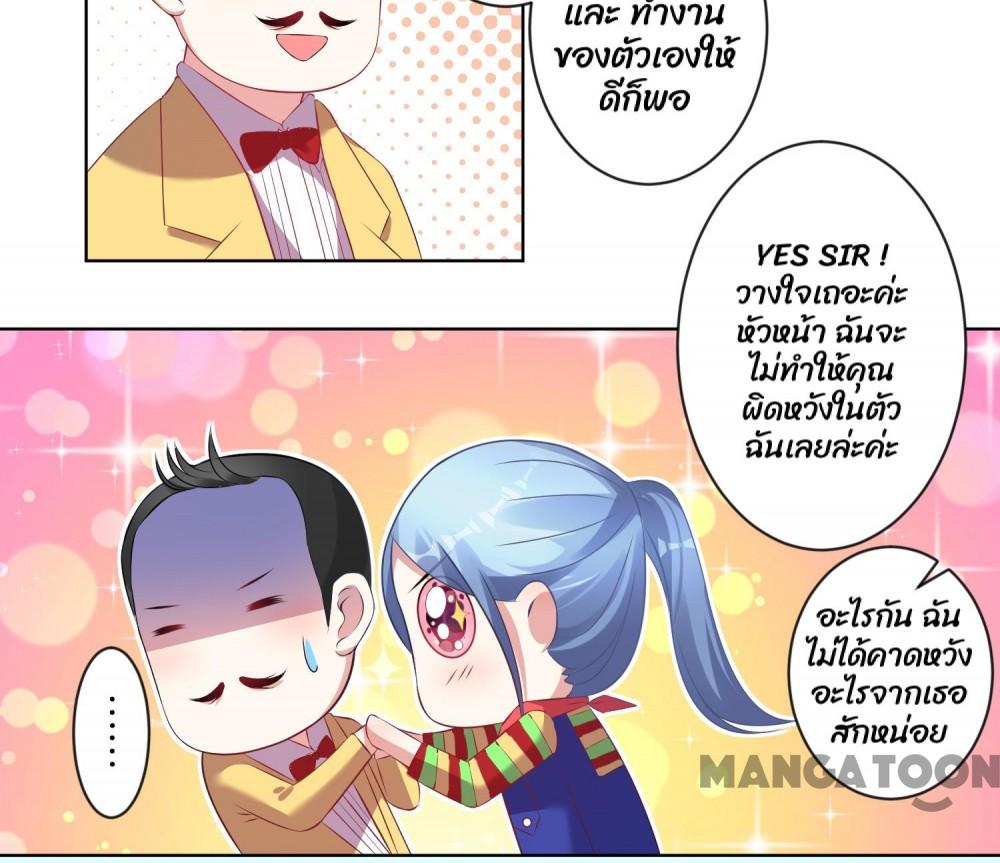 และ ทำงาน
ของตัวเองให้
ดีก็พอ
YES SIR !
วางใจเถอะค่ะ
หัวหน้า ฉันจะ
ไม่ทำให้คุณ
ผิดหวังในตัว
ฉันเลยล่ะค่ะ
อะไรกัน ฉัน
ไม่ได้คาดหวัง
อะไรจากเธอ
สักหน่อย
......
MANGATOON